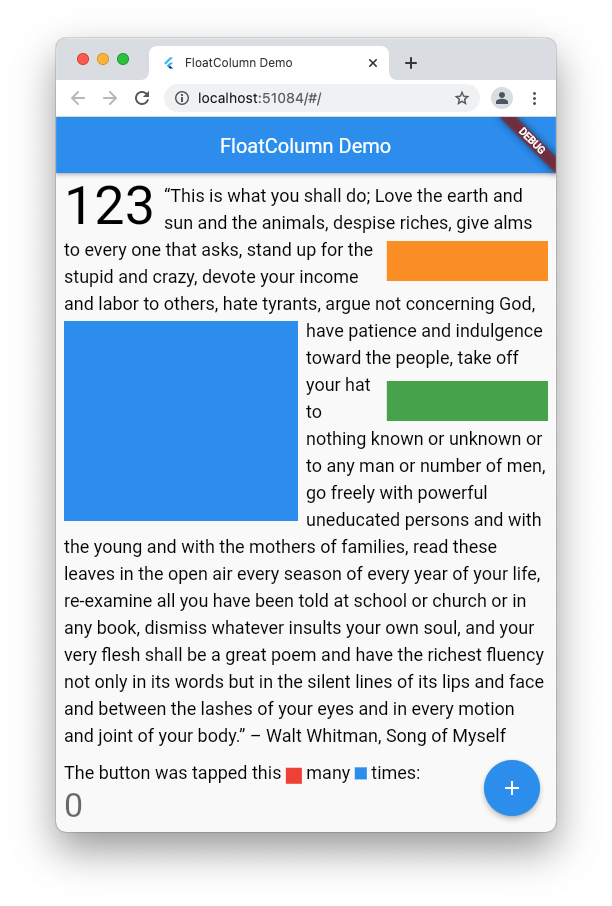 FloatColumn Demo
localhost:51084/#/
FloatColumn Demo
DEBUG
123
“This is what you shall do; Love the earth and
sun and the animals, despise riches, give alms
to every one that asks, stand up for the
stupid and crazy, devote your income
and labor to others, hate tyrants, argue not concerning God,
have patience and indulgence
toward the people, take off
your hat
to
nothing known or unknown or
to any man or number of men,
go freely with powerful
uneducated persons and with
the young and with the mothers of families, read these
leaves in the open air every season of every year of your life,
re-examine all you have been told at school or church or in
any book, dismiss whatever insults your own soul, and your
very flesh shall be a great poem and have the richest fluency
not only in its words but in the silent lines of its lips and face
and between the lashes of your eyes and in every motion
and joint of your body.” – Walt Whitman, Song of Myself
The button was tapped this many times:
0